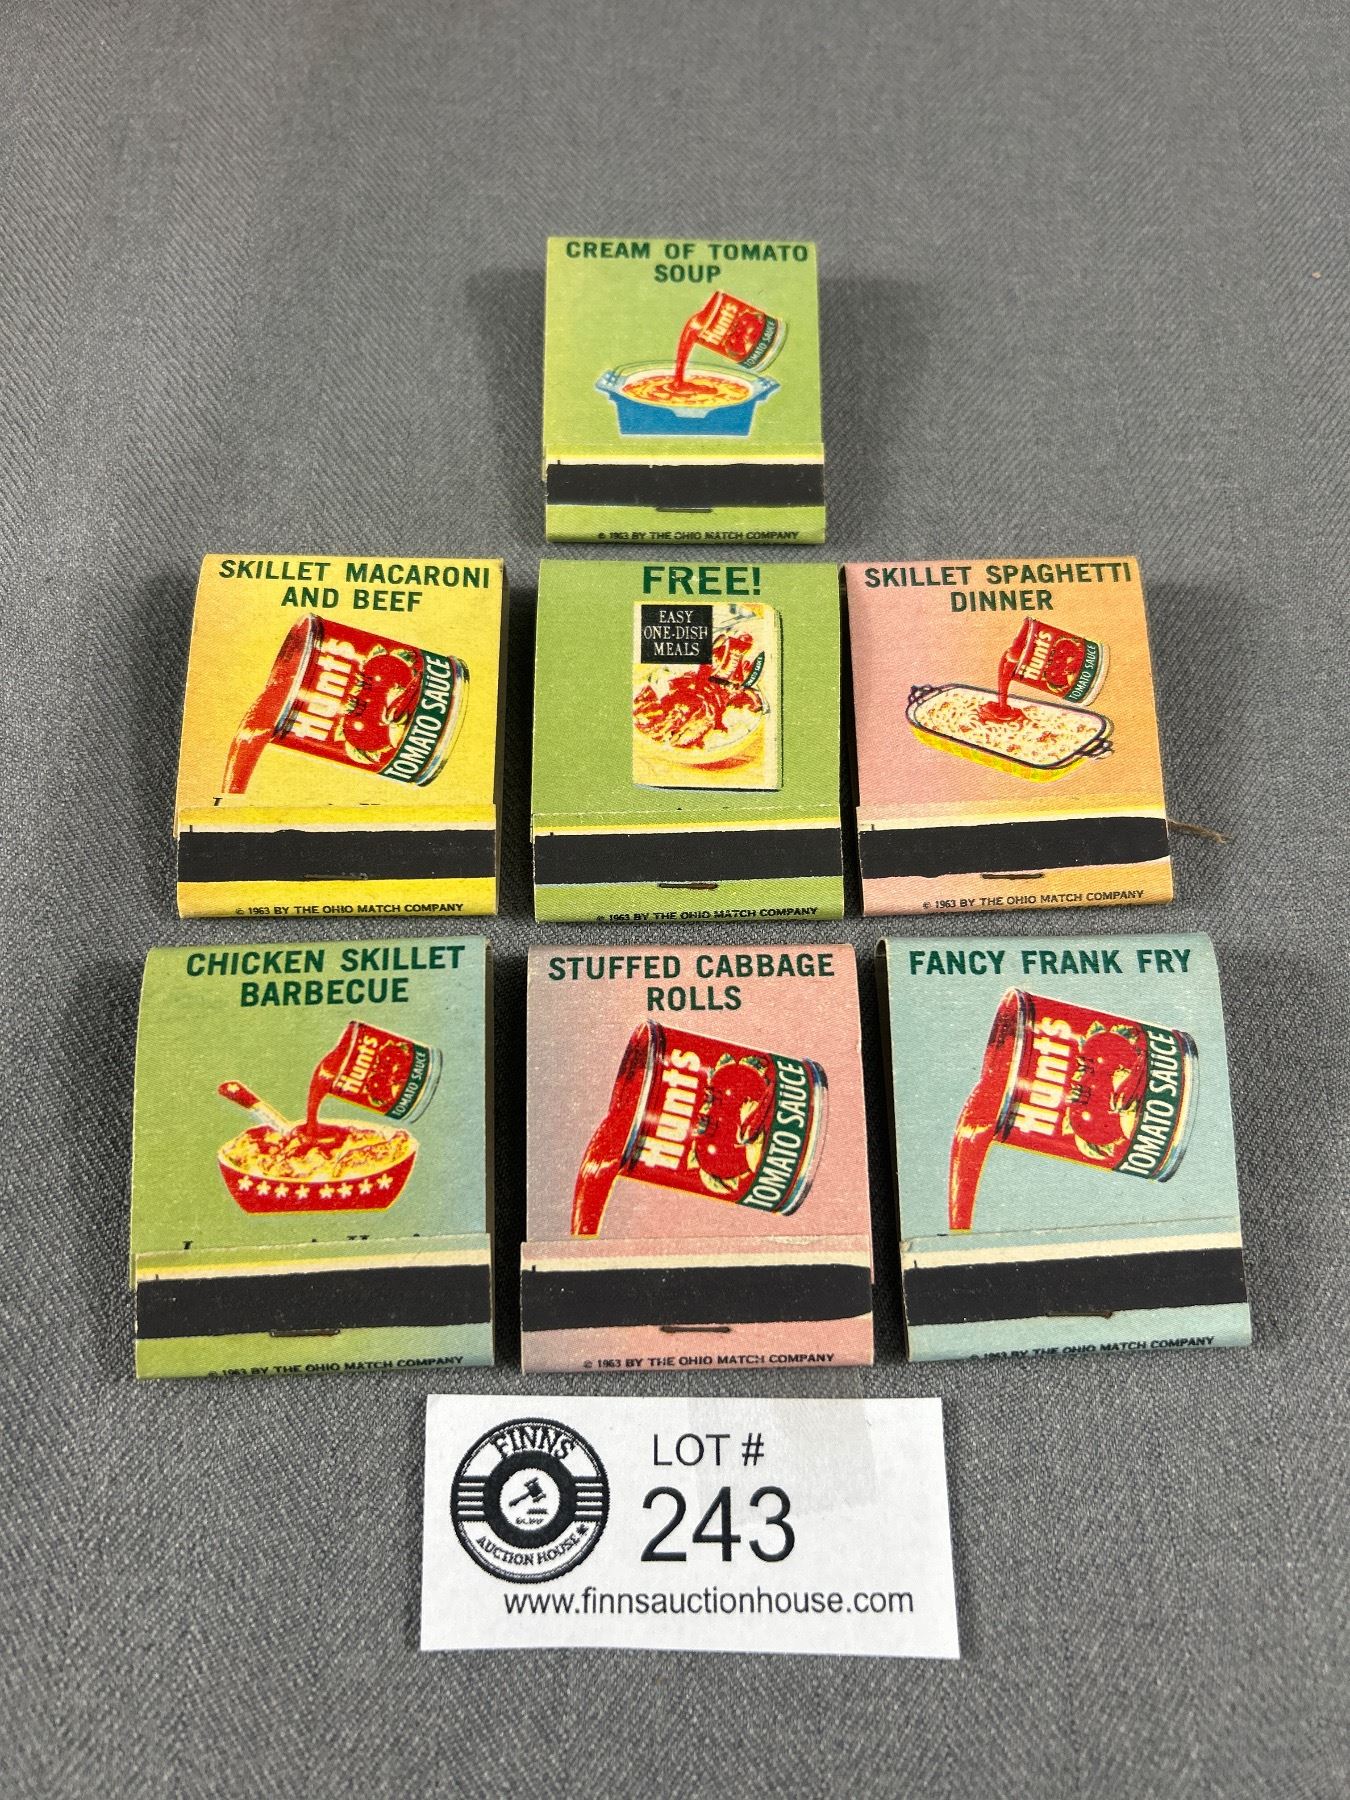 CREAM OF TOMATO
SOUP
Hunt's
TOMATO SAUCE
© 1963 BY THE OHIO MATCH COMPANY
SKILLET MACARONI
AND BEEF
Hunt's
TOMATO SAUCE
© 1963 BY THE OHIO MATCH COMPANY
FREE!
EASY
ONE-DISH
MEALS
© 1963 BY THE OHIO MATCH COMPANY
SKILLET SPAGHETTI
DINNER
Hunt's
TOMATO SAUCE
© 1963 BY THE OHIO MATCH COMPANY
CHICKEN SKILLET
BARBECUE
Hunt's
TOMATO SAUCE
© 1963 BY THE OHIO MATCH COMPANY
STUFFED CABBAGE
ROLLS
Hunt's
TOMATO SAUCE
© 1963 BY THE OHIO MATCH COMPANY
FANCY FRANK FRY
Hunt's
TOMATO SAUCE
© 1963 BY THE OHIO MATCH COMPANY
FINNS
AUCTION HOUSE
LOT #
243
www.finnsauctionhouse.com